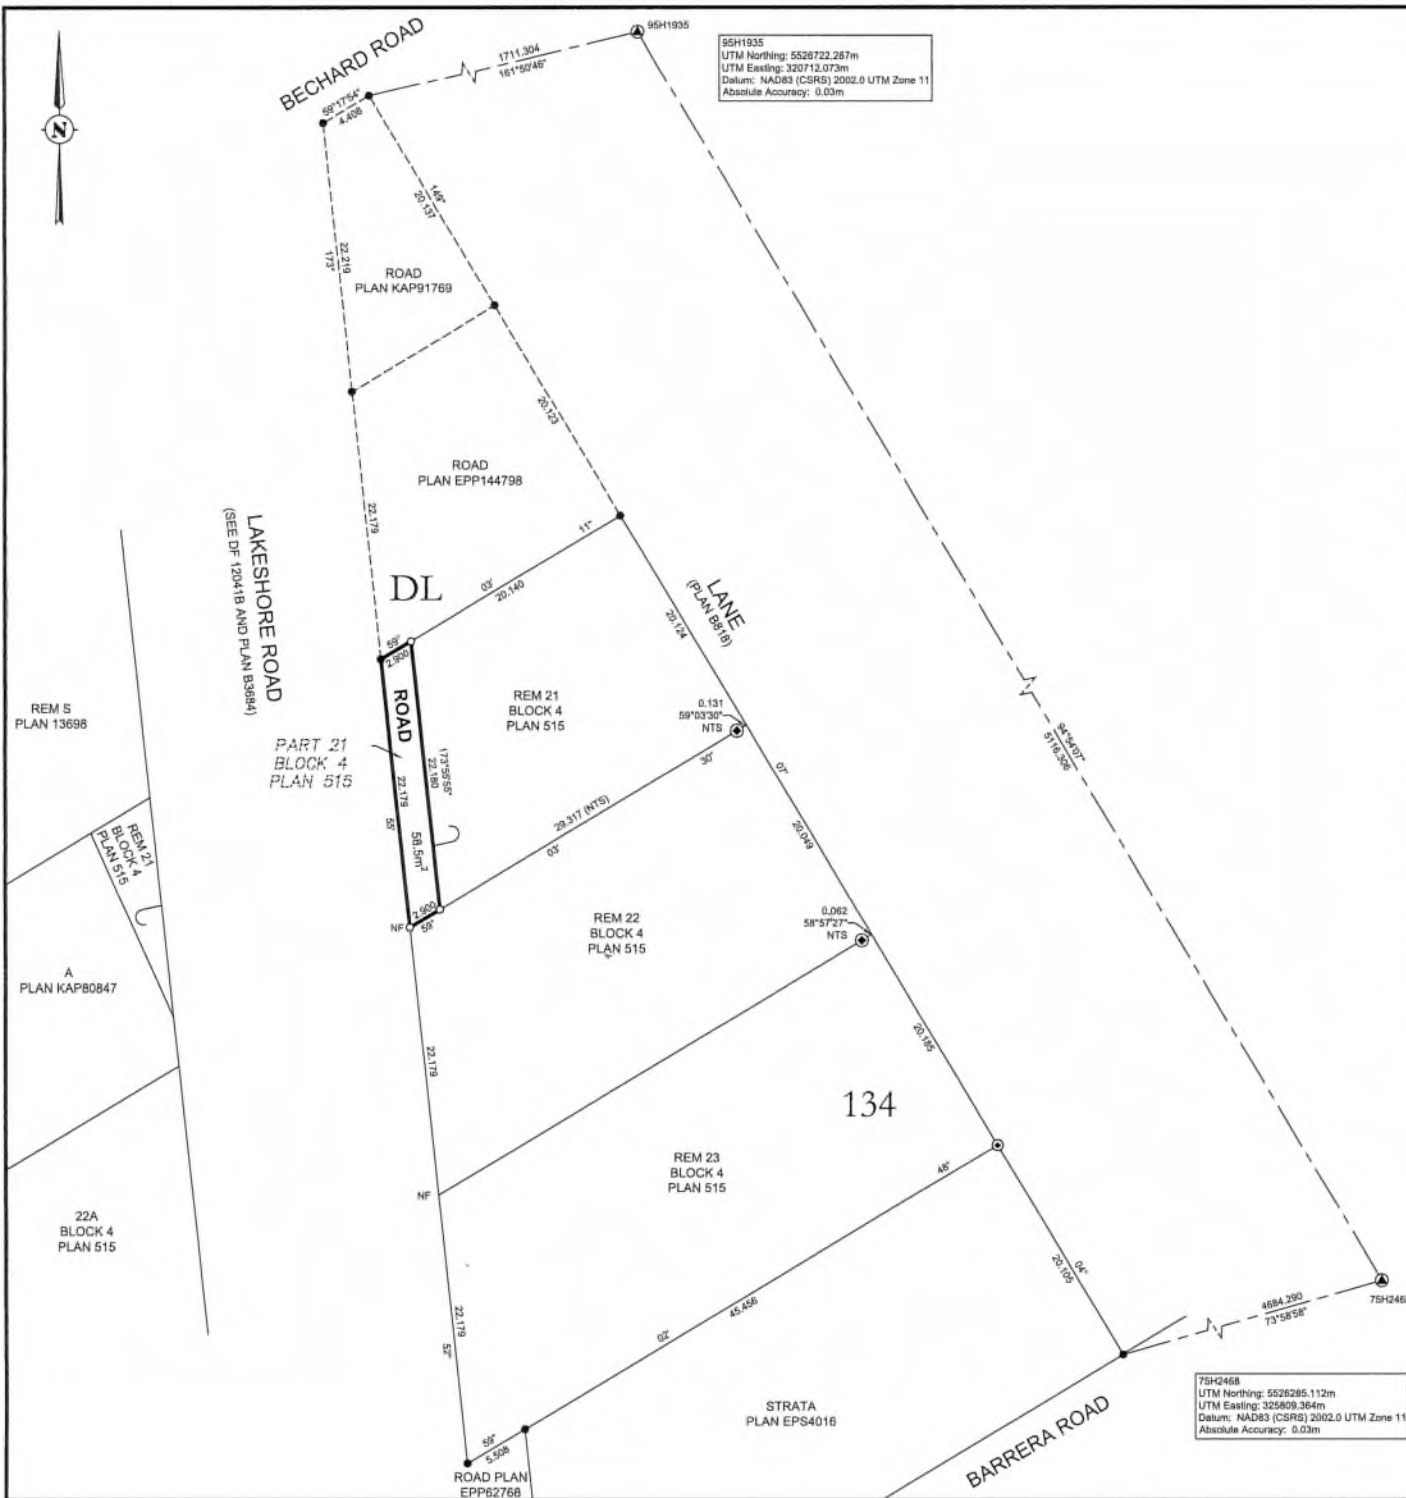 95H1935
95H1935
UTM Northing: 5526722.287m
UTM Easting: 320712.073m
Datum: NAD83 (CSRS) 2002.0 UTM Zone 11
Absolute Accuracy: 0.03m
N
BECHARD ROAD
1711.304
161°50'46"
59°17'54"
4.408
149°
20.137
22.219
173°
ROAD
PLAN KAP91769
20.123
ROAD
PLAN EPP144798
22.179
LAKESHORE ROAD
(SEE DF 12041B AND PLAN B3684)
DL
11"
03'
20.140
59°
2.900
LANE
(PLAN B818)
20.124
REM S
PLAN 13698
ROAD
REM 21
BLOCK 4
PLAN 515
0.131
59°03'30"
NTS
PART 21
BLOCK 4
PLAN 515
173°55'55"
22.180
22.179
55'
58.5m²
30"
29.317 (NTS)
03'
07'
20.049
94°54'07"
5116.306
REM 21
BLOCK 4
PLAN 515
2.900
59°
NF
REM 22
BLOCK 4
PLAN 515
0.062
58°57'27"
NTS
A
PLAN KAP80847
22.179
20.185
134
REM 23
BLOCK 4
PLAN 515
48"
NF
22A
BLOCK 4
PLAN 515
20.105
04"
75H246
4684.290
73°58'58"
22.179
52"
02'
45.456
75H2468
UTM Northing: 5526285.112m
UTM Easting: 325809.364m
Datum: NAD83 (CSRS) 2002.0 UTM Zone 11
Absolute Accuracy: 0.03m
STRATA
PLAN EPS4016
BARRERA ROAD
59°
5.508
ROAD PLAN
EPP62768